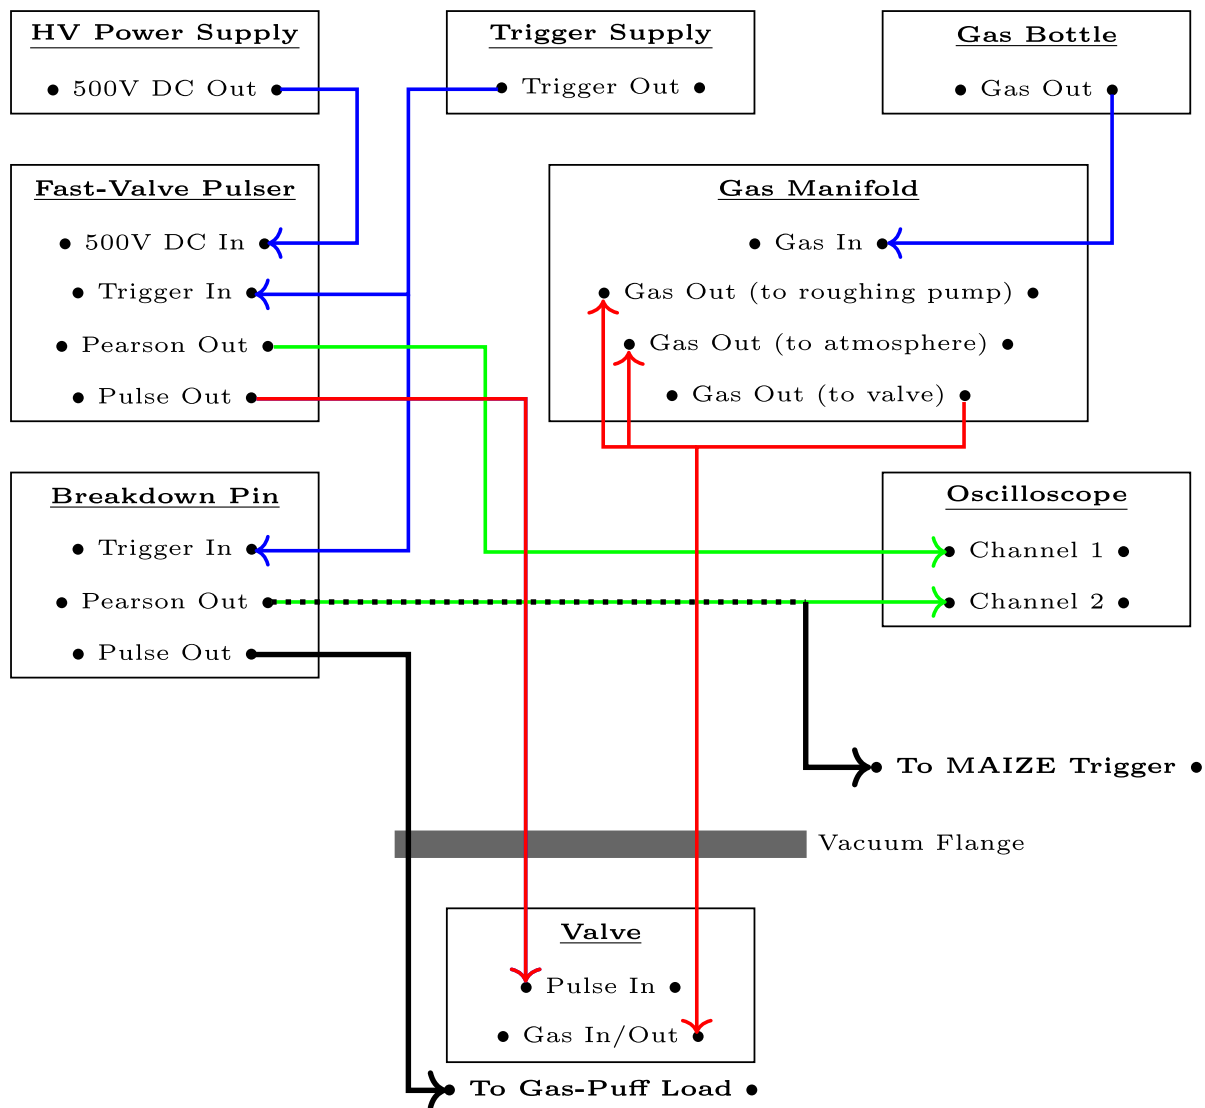 HV Power Supply
500V DC Out
Trigger Supply
Trigger Out
Gas Bottle
Gas Out
Fast-Valve Pulser
500V DC In
Trigger In
Pearson Out
Pulse Out
Gas Manifold
Gas In
Gas Out (to roughing pump)
Gas Out (to atmosphere)
Gas Out (to valve)
Breakdown Pin
Trigger In
Pearson Out
Pulse Out
Oscilloscope
Channel 1
Channel 2
To MAIZE Trigger
Vacuum Flange
Valve
Pulse In
Gas In/Out
To Gas-Puff Load